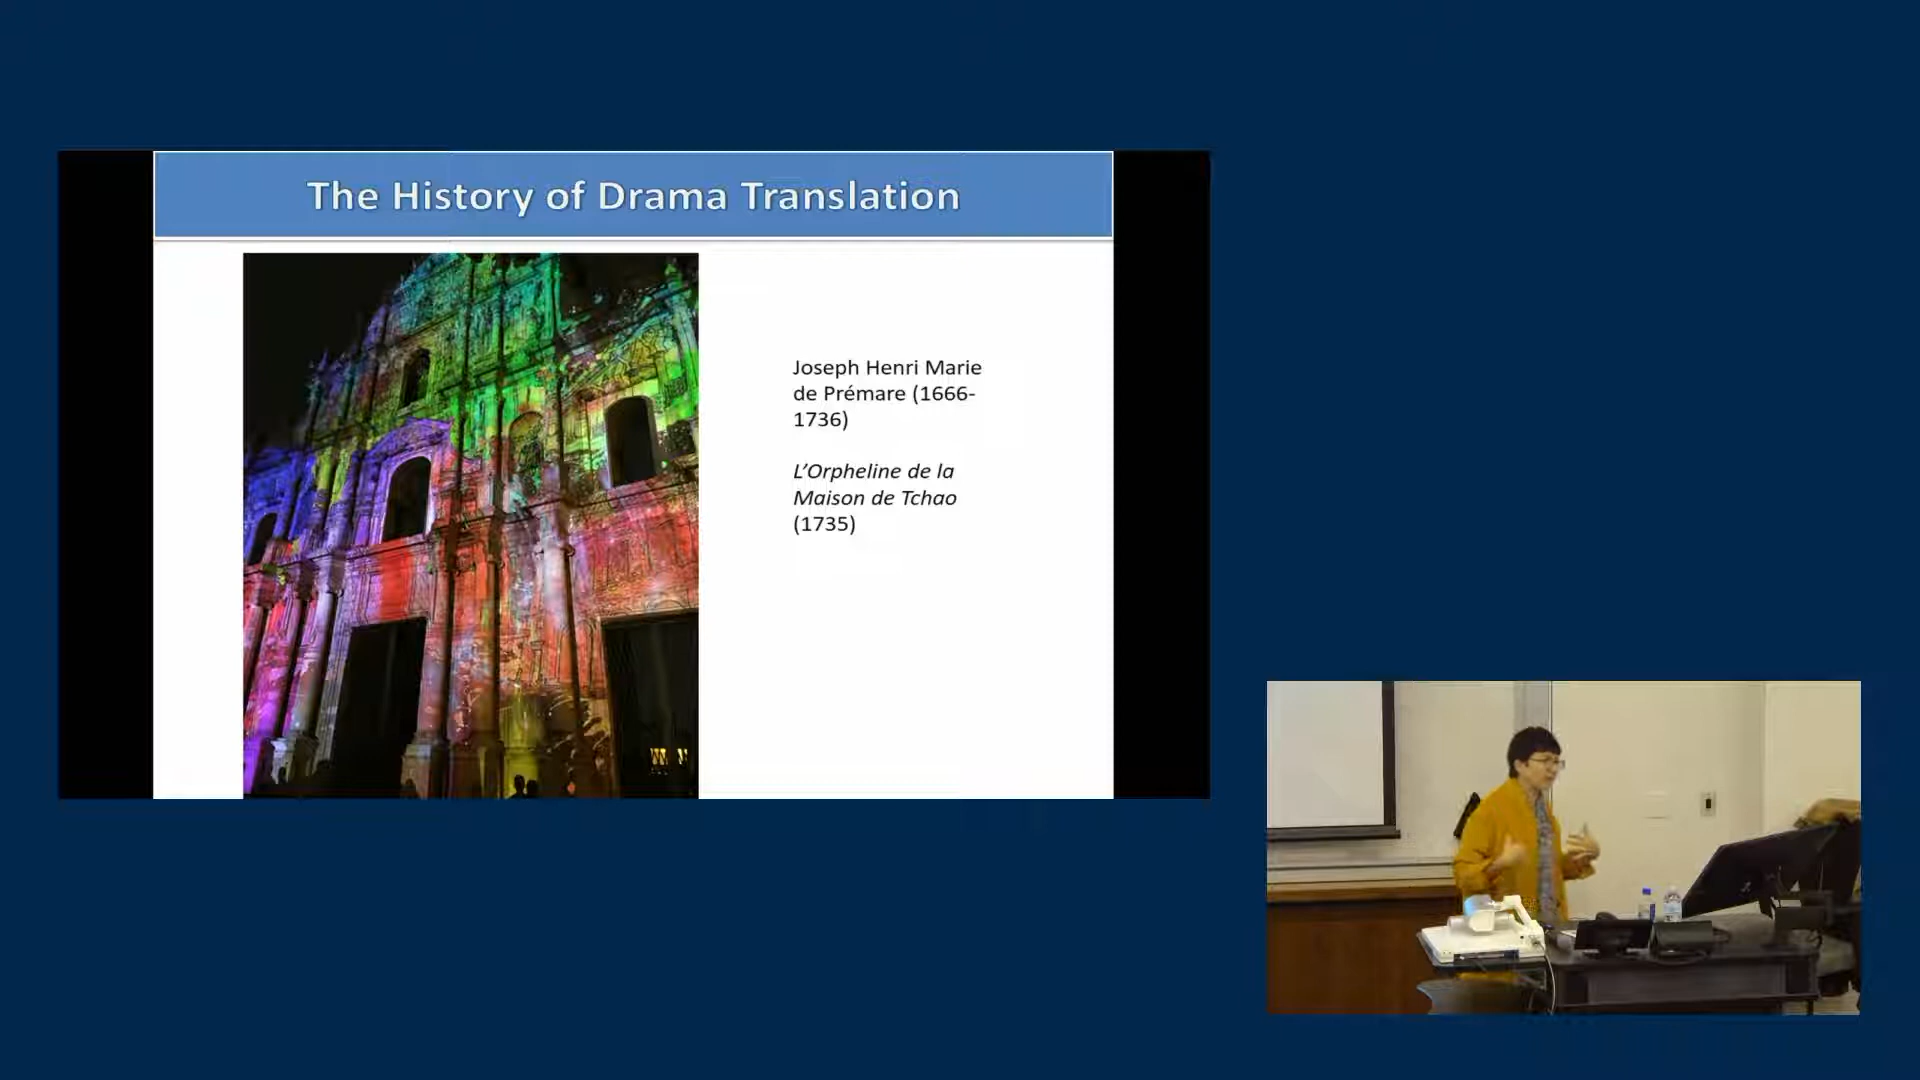 The History of Drama Translation
Joseph Henri Marie
de Prémare (1666-
1736)
L’Orpheline de la
Maison de Tchao
(1735)